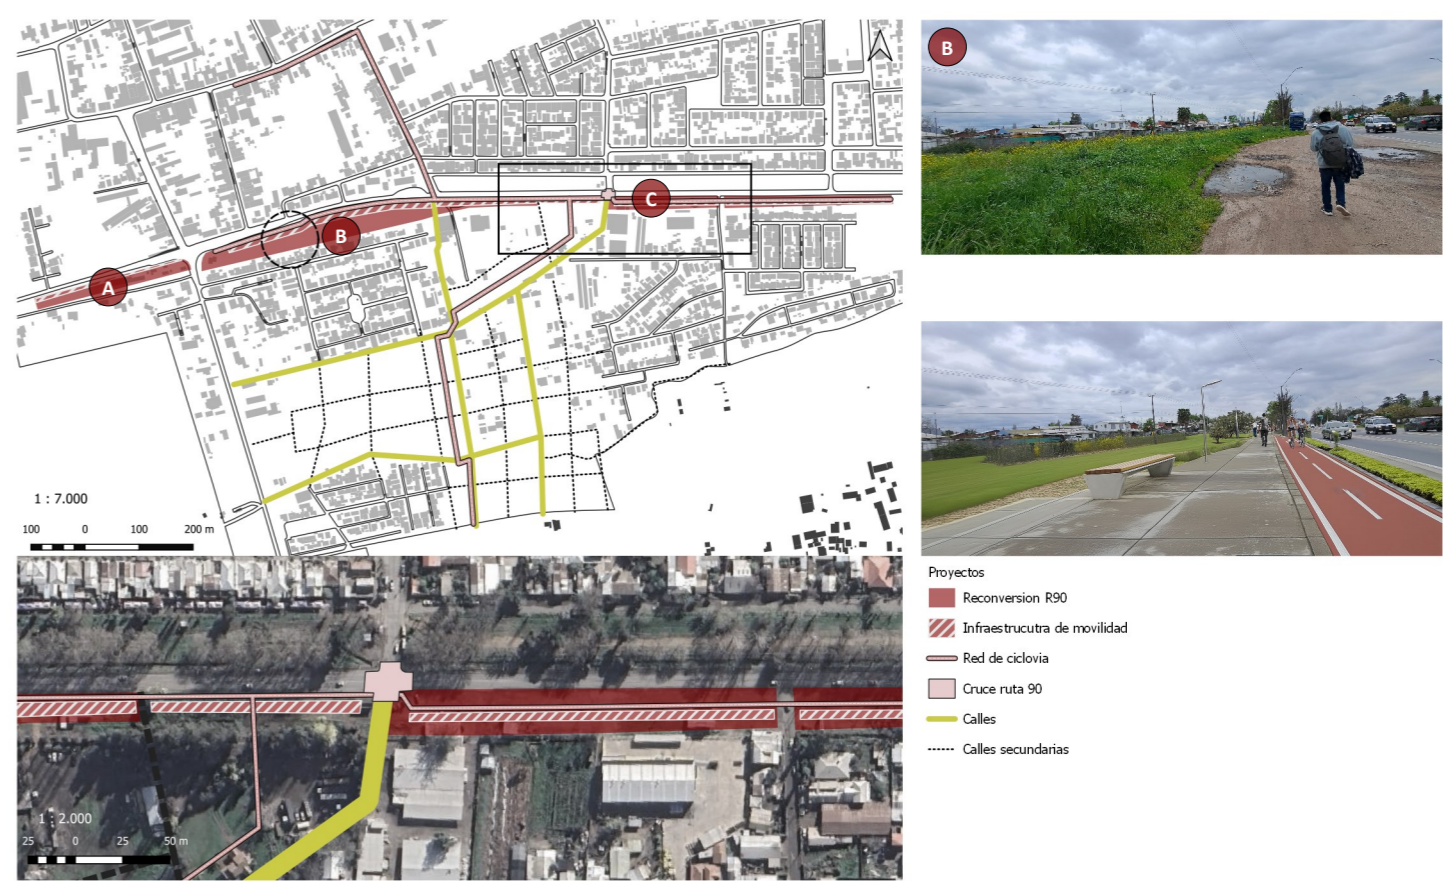 B
C
B
A
1 : 7.000
100 0 100 200 m
1 : 2.000
25 0 25 50 m
Proyectos
Reconversion R90
Infraestrucutra de movilidad
Red de ciclovia
Cruce ruta 90
Calles
Calles secundarias